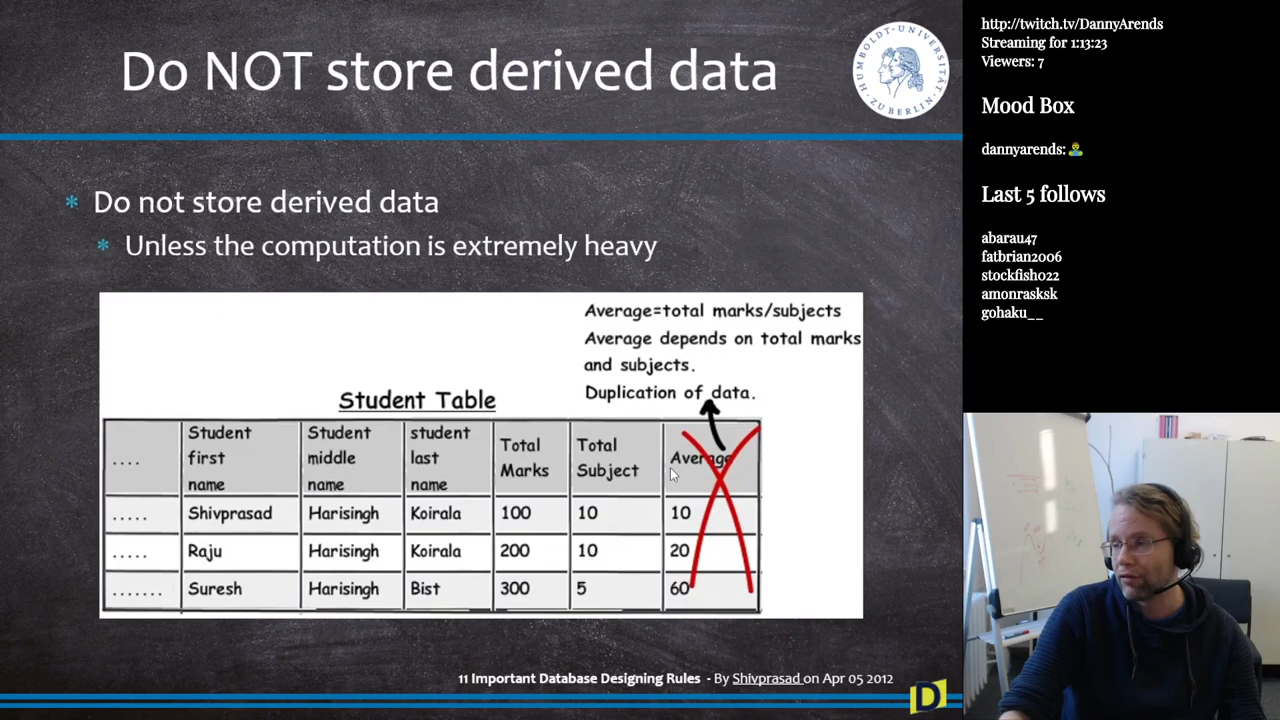 Do NOT store derived data
HUMBOLDT-UNIVERSITÄT
ZU BERLIN
* Do not store derived data
* Unless the computation is extremely heavy
Average=total marks/subjects
Average depends on total marks
and subjects.
Duplication of data.
Student Table
.... Student first name Student middle name student last name Total Marks Total Subject Average
..... Shivprasad Harisingh Koirala 100 10 10
..... Raju Harisingh Koirala 200 10 20
....... Suresh Harisingh Bist 300 5 60
11 Important Database Designing Rules - By Shivprasad on Apr 05 2012
D
http://twitch.tv/DannyArends
Streaming for 1:13:23
Viewers: 7
Mood Box
dannyarends:
Last 5 follows
abarau47
fatbrian2006
stockfish022
amonrasksk
gohaku__